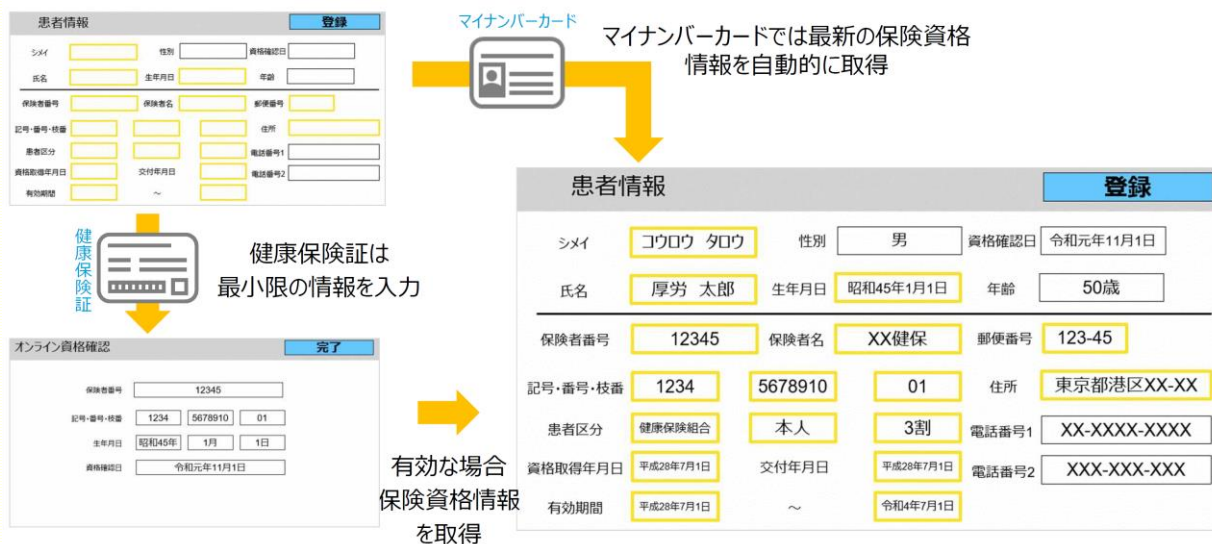 患者情報 登録
シメイ 性別 資格確認日
氏名 生年月日 年齢
保険者番号 保険者名 郵便番号
記号・番号・枝番 住所
患者区分 電話番号1
資格取得年月日 交付年月日 電話番号2
有効期間 ～
マイナンバーカード
マイナンバーカードでは最新の保険資格
情報を自動的に取得
健康保険証
健康保険証は
最小限の情報を入力
オンライン資格確認 完了
保険者番号 12345
記号・番号・枝番 1234 5678910 01
生年月日 昭和45年 1月 1日
資格確認日 令和元年11月1日
有効な場合
保険資格情報
を取得
患者情報 登録
シメイ コウロウ タロウ 性別 男 資格確認日 令和元年11月1日
氏名 厚労 太郎 生年月日 昭和45年1月1日 年齢 50歳
保険者番号 12345 保険者名 XX健保 郵便番号 123-45
記号・番号・枝番 1234 5678910 01 住所 東京都港区XX-XX
患者区分 健康保険組合 本人 3割 電話番号1 XX-XXXX-XXXX
資格取得年月日 平成28年7月1日 交付年月日 平成28年7月1日 電話番号2 XXX-XXX-XXX
有効期間 平成28年7月1日 ～ 令和4年7月1日